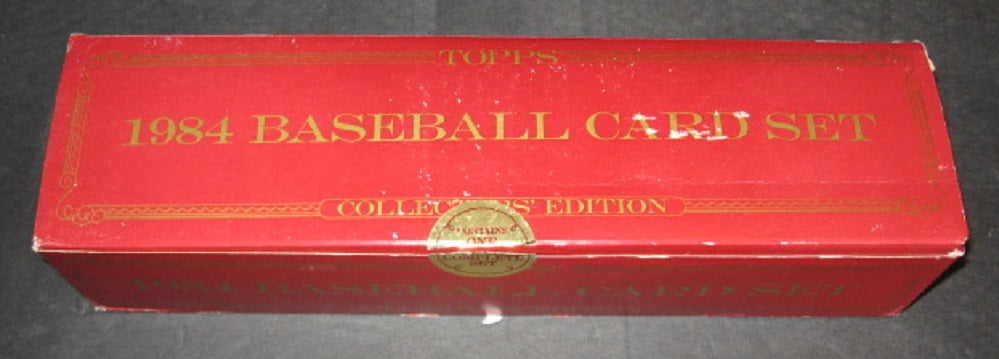 TOPPS
1984 BASEBALL CARD SET
COLLECTORS' EDITION
CONTAINS
ONE
COMPLETE
SET
1984 BASEBALL CARD SET